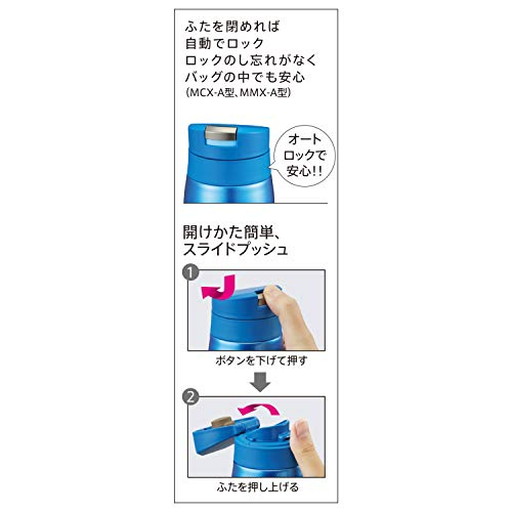 ふたを閉めれば
自動でロック
ロックのし忘れがなく
バッグの中でも安心
(MCX-A型、MMX-A型)
オート
ロックで
安心!!
開けかた簡単、
スライドプッシュ
1
ボタンを下げて押す
2
ふたを押し上げる